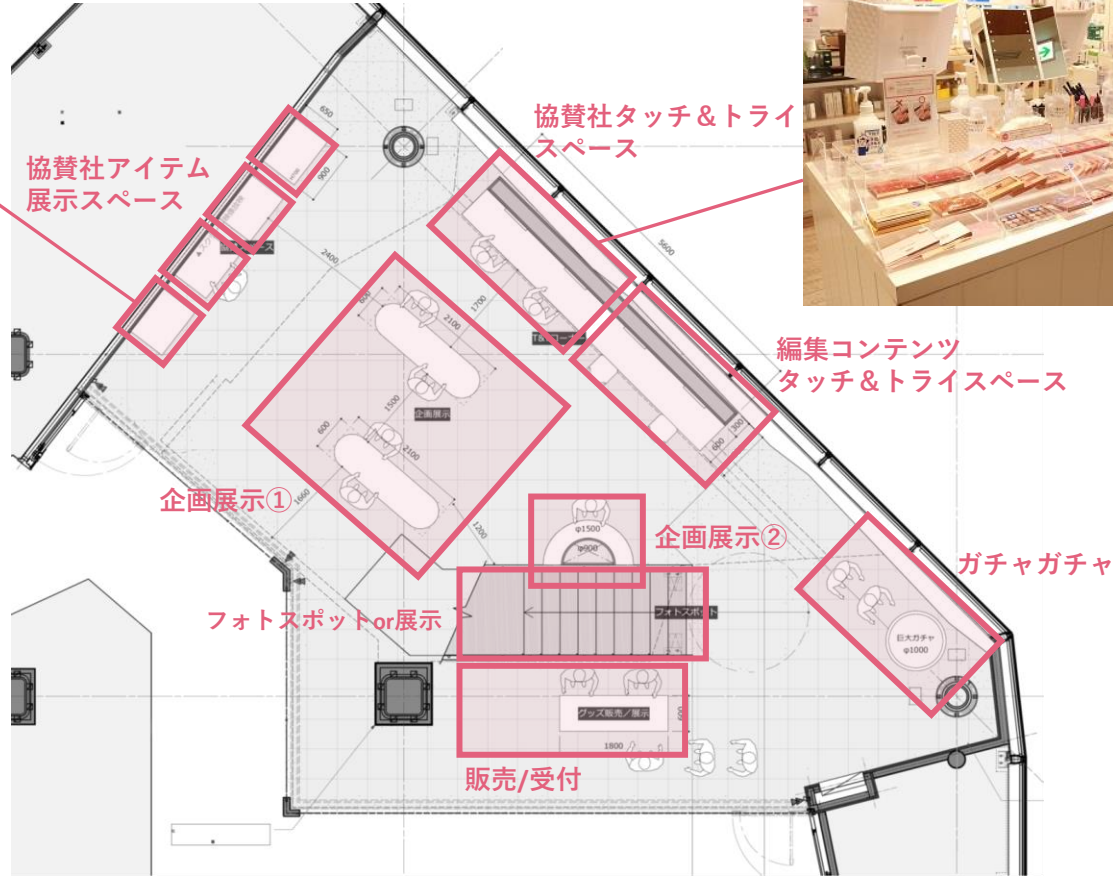 協賛社タッチ＆トライ
スペース
協賛社アイテム
展示スペース
650
900
2400
5600
1700
600
2100
編集コンテンツ
タッチ＆トライスペース
企画展示
1500
600
2100
300
600
1660
企画展示①
1200
φ1500
φ900
企画展示②
ガチャガチャ
フォトスポットor展示
フォトスポット
巨大ガチャ
φ1000
グッズ販売／展示
600
1800
販売/受付